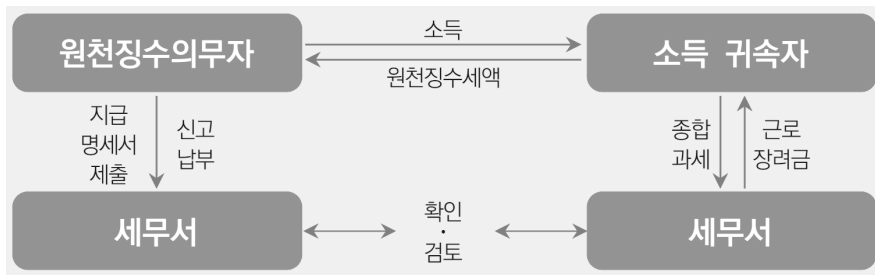 원천징수의무자
소득
원천징수세액
소득 귀속자
지급
명세서
제출
신고
납부
종합
과세
근로
장려금
세무서
확인
·
검토
세무서